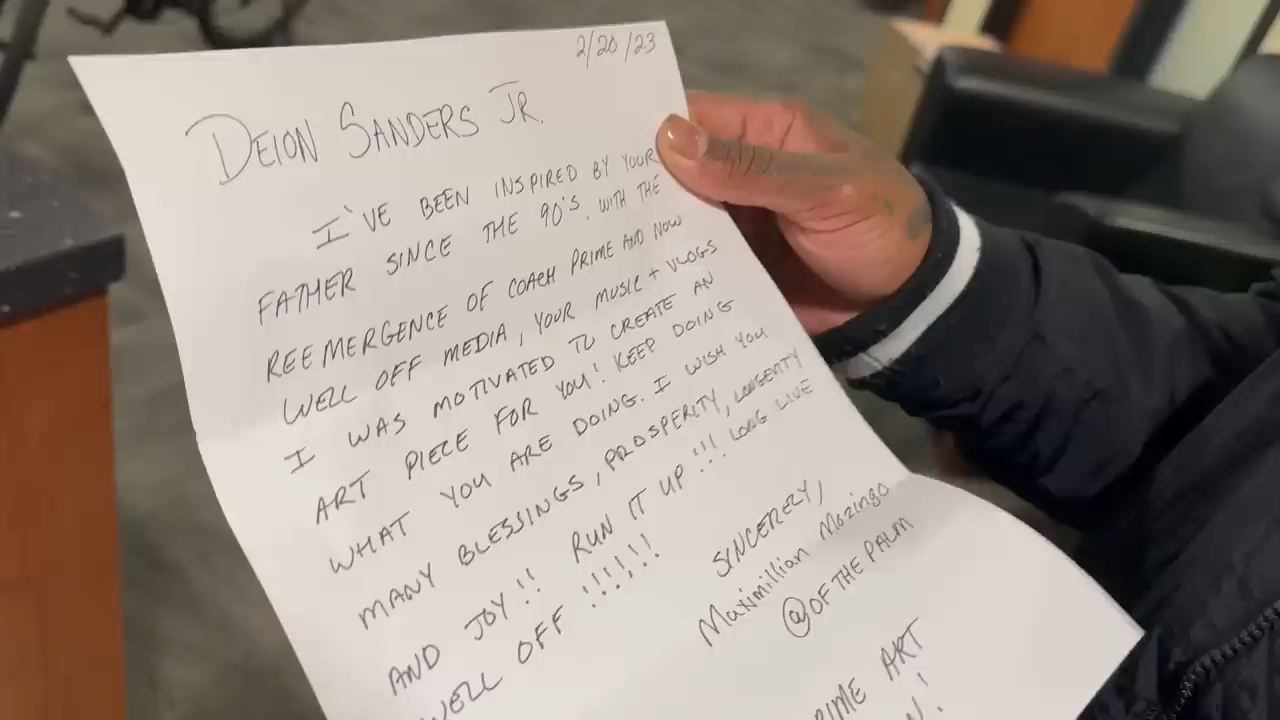 2/20/23
DEION SANDERS JR.
I'VE BEEN INSPIRED BY YOUR
FATHER SINCE THE 90'S. WITH THE
REEMERGENCE OF COACH PRIME AND NOW
WELL OFF MEDIA, YOUR MUSIC + VLOGS
I WAS MOTIVATED TO CREATE AN
ART PIECE FOR YOU! KEEP DOING
WHAT YOU ARE DOING. I WISH YOU
MANY BLESSINGS, PROSPERITY, LONGEVITY
AND JOY!! RUN IT UP!!! LONG LIVE
WELL OFF !!!!!!
SINCERELY,
Maximillian Mozingo
@OFTHEPALM
ART